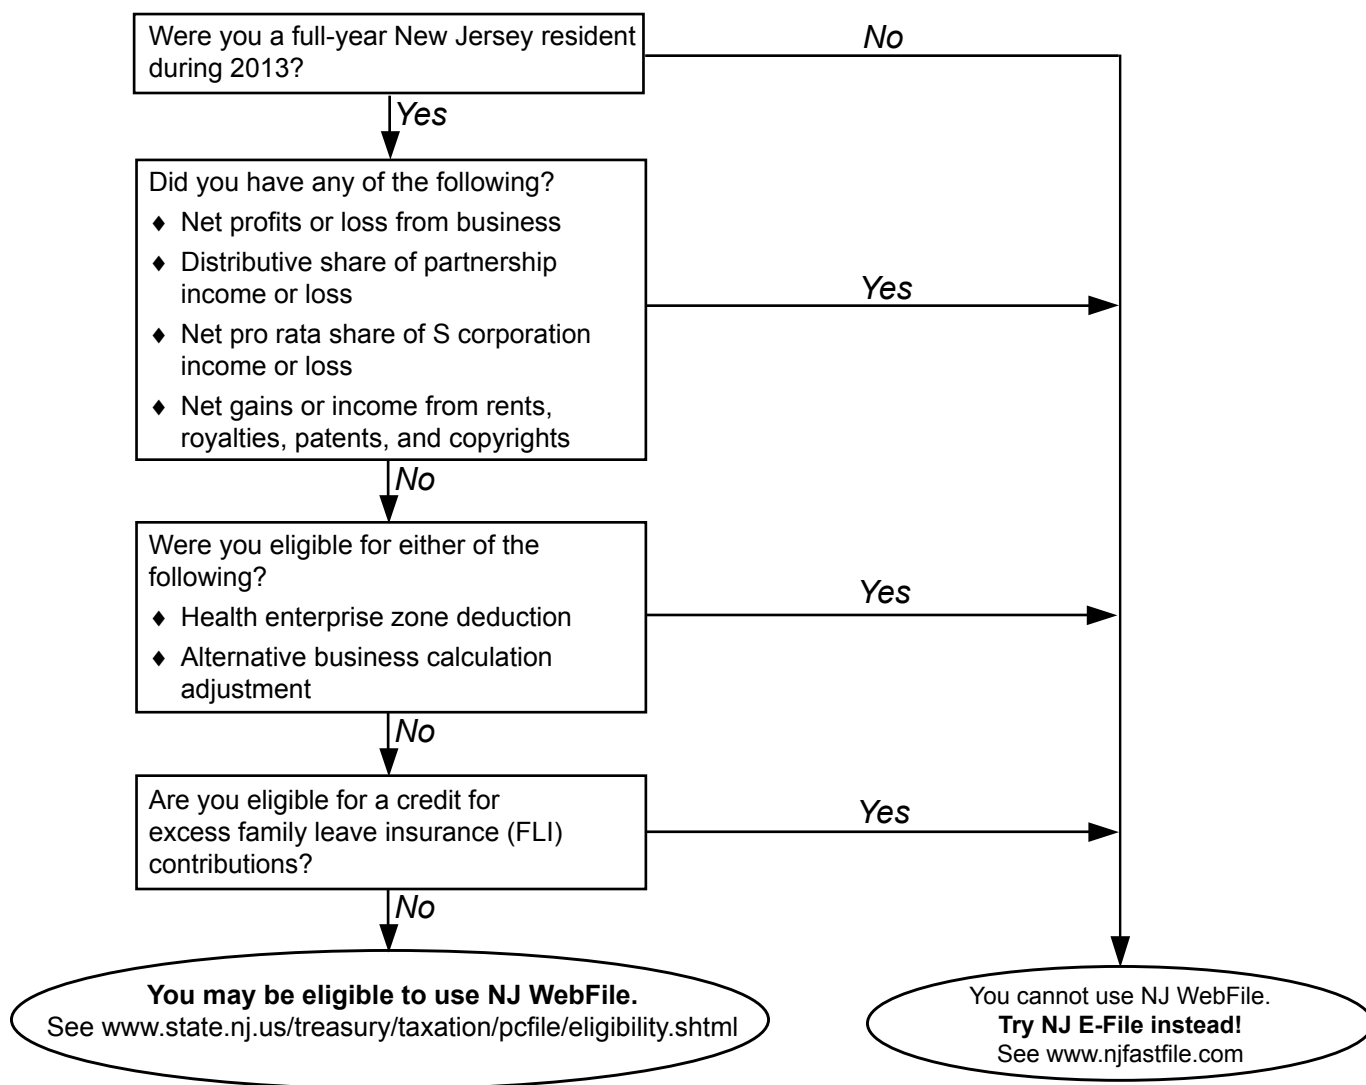 Were you a full-year New Jersey resident
during 2013?
No
Yes
Did you have any of the following?
♦ Net profits or loss from business
♦ Distributive share of partnership
income or loss
♦ Net pro rata share of S corporation
income or loss
♦ Net gains or income from rents,
royalties, patents, and copyrights
Yes
No
Were you eligible for either of the
following?
♦ Health enterprise zone deduction
♦ Alternative business calculation
adjustment
Yes
No
Are you eligible for a credit for
excess family leave insurance (FLI)
contributions?
Yes
No
You may be eligible to use NJ WebFile.
See www.state.nj.us/treasury/taxation/pcfile/eligibility.shtml
You cannot use NJ WebFile.
Try NJ E-File instead!
See www.njfastfile.com